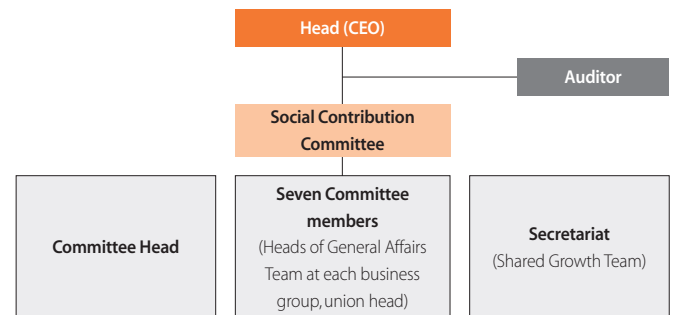 Head (CEO)
Auditor
Social Contribution
Committee
Committee Head
Seven Committee
members
(Heads of General Affairs
Team at each business
group, union head)
Secretariat
(Shared Growth Team)